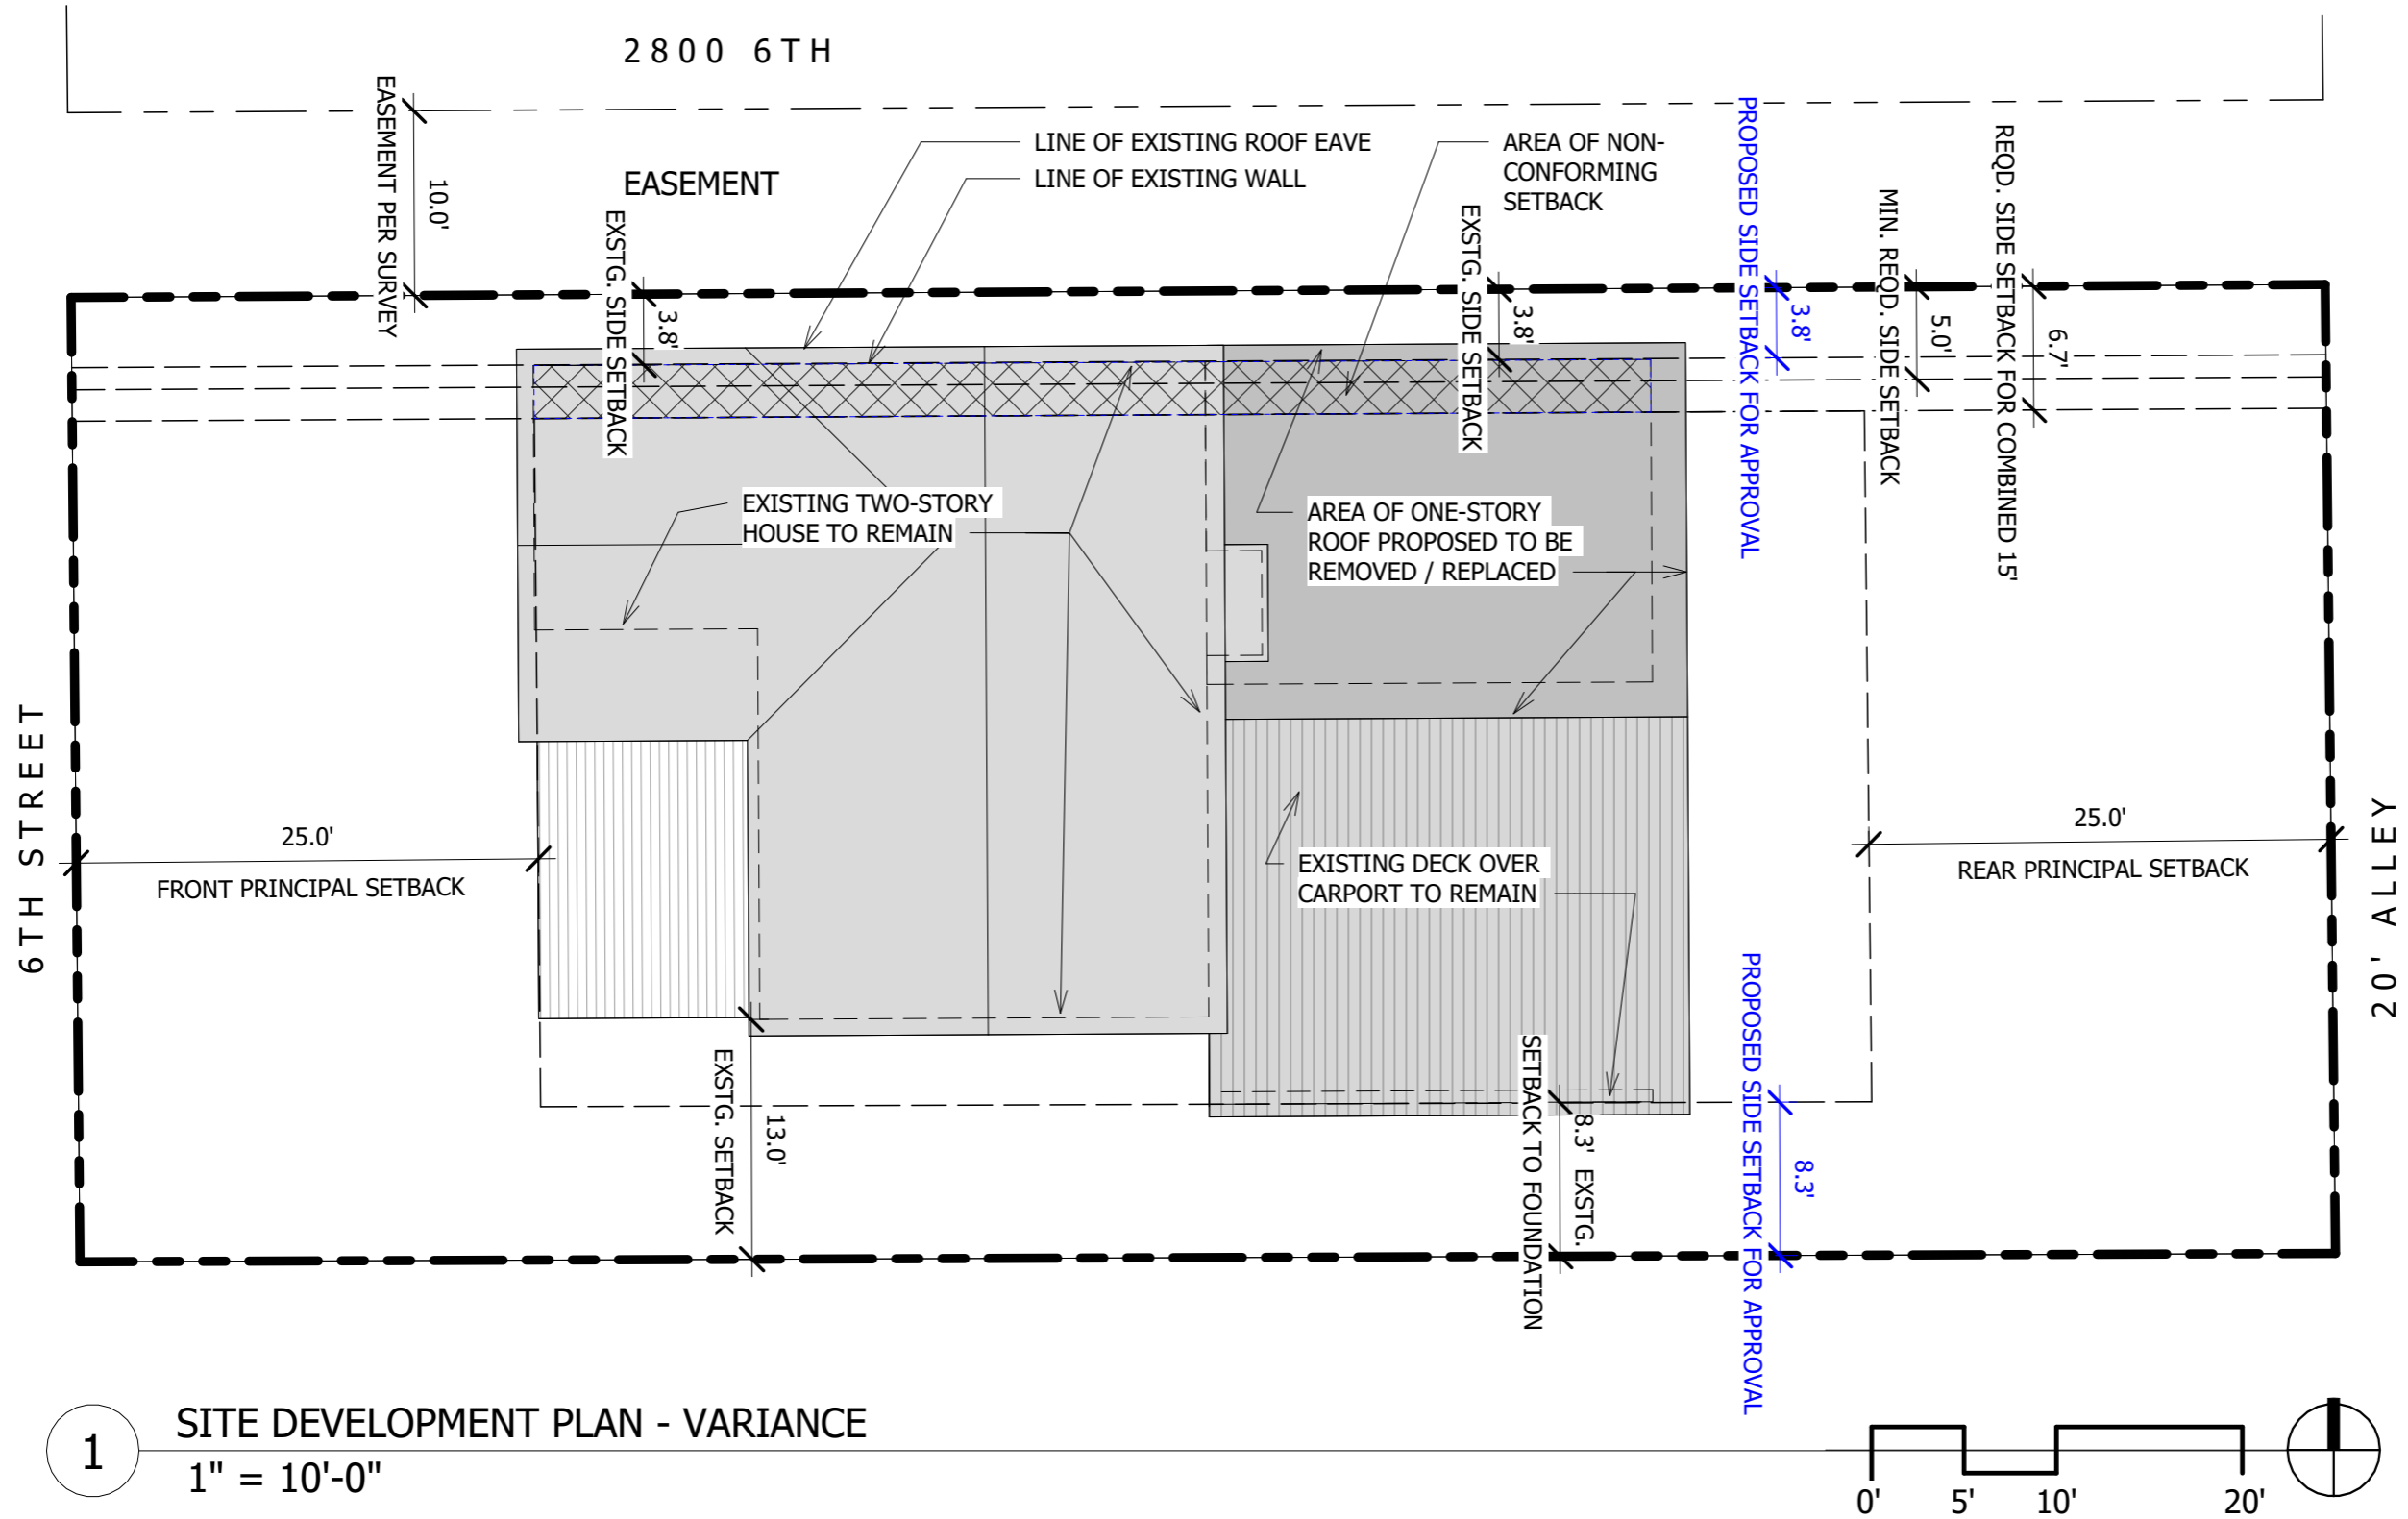 2800 6TH
EASEMENT PER SURVEY
10.0'
EASEMENT
LINE OF EXISTING ROOF EAVE
LINE OF EXISTING WALL
AREA OF NON-
CONFORMING
SETBACK
EXSTG. SIDE SETBACK
3.8'
EXSTG. SIDE SETBACK
3.8'
PROPOSED SIDE SETBACK FOR APPROVAL
3.8'
MIN. REQD. SIDE SETBACK
5.0'
REQD. SIDE SETBACK FOR COMBINED 15'
6.7'
EXISTING TWO-STORY
HOUSE TO REMAIN
AREA OF ONE-STORY
ROOF PROPOSED TO BE
REMOVED / REPLACED
6TH STREET
25.0'
FRONT PRINCIPAL SETBACK
EXISTING DECK OVER
CARPORT TO REMAIN
25.0'
REAR PRINCIPAL SETBACK
20' ALLEY
EXSTG. SETBACK
13.0'
SETBACK TO FOUNDATION
8.3' EXSTG.
PROPOSED SIDE SETBACK FOR APPROVAL
8.3'
1
SITE DEVELOPMENT PLAN - VARIANCE
1" = 10'-0"
0' 5' 10' 20'